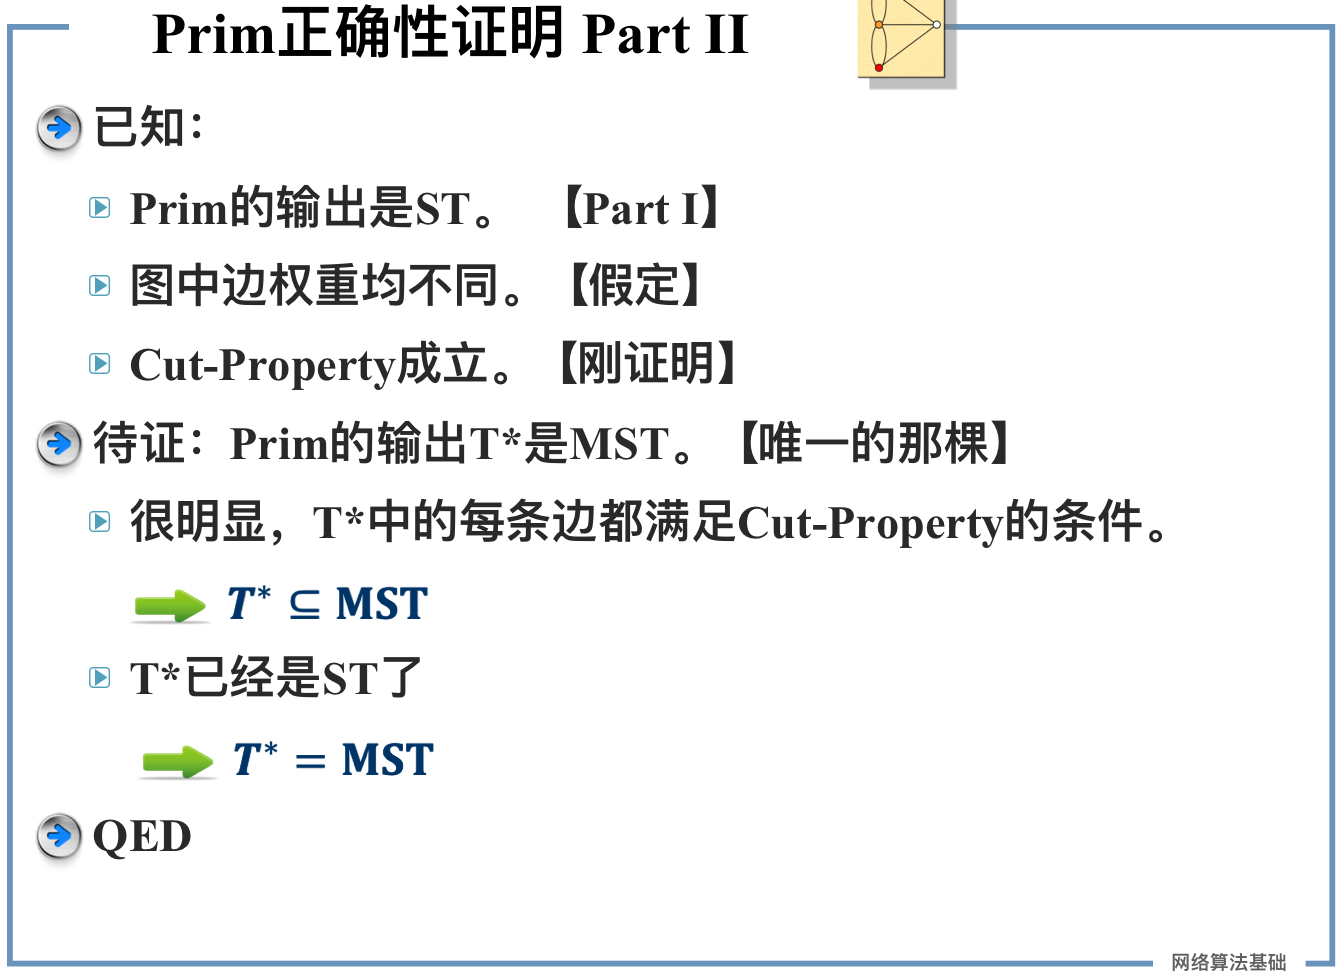 Prim正确性证明 Part II
已知：
Prim的输出是ST。 【Part I】
图中边权重均不同。【假定】
Cut-Property成立。【刚证明】
待证：Prim的输出T*是MST。【唯一的那棵】
很明显，T*中的每条边都满足Cut-Property的条件。
T* ⊆ MST
T*已经是ST了
T* = MST
QED
网络算法基础